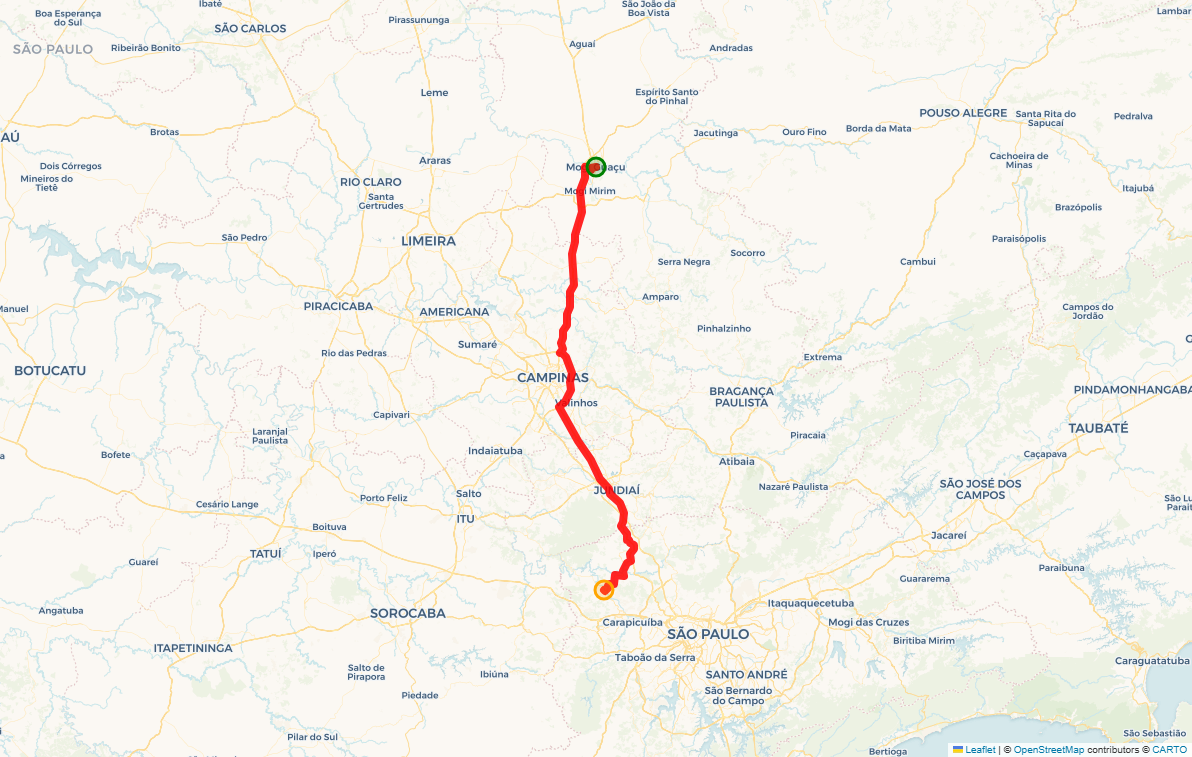 Ibaté
São João da
Boa Vista
Boa Esperança
do Sul
Pirassununga
Lambar
SÃO CARLOS
SÃO PAULO
Ribeirão Bonito
Aguaí
Andradas
Leme
Espírito Santo
do Pinhal
POUSO ALEGRE
Santa Rita do
Sapucaí
Pedralva
AÚ
Brotas
Jacutinga
Ouro Fino
Borda da Mata
Dois Córregos
Araras
Mogi Guaçu
Cachoeira de
Minas
Mineiros do
Tietê
RIO CLARO
Mogi Mirim
Itajubá
Santa
Gertrudes
Brazópolis
São Pedro
LIMEIRA
Paraisópolis
Socorro
Serra Negra
Cambuí
Manuel
PIRACICABA
AMERICANA
Amparo
Campos do
Jordão
Pinhalzinho
Sumaré
Rio das Pedras
Extrema
BOTUCATU
CAMPINAS
BRAGANÇA
PAULISTA
PINDAMONHANGABA
Valinhos
Capivari
Laranjal
Paulista
Piracaia
TAUBATÉ
Indaiatuba
Bofete
Caçapava
Atibaia
JUNDIAÍ
Nazaré Paulista
SÃO JOSÉ DOS
CAMPOS
Salto
Porto Feliz
Cesário Lange
São Lu
Parait
ITU
Boituva
Jacareí
TATUÍ
Iperó
Guareí
Paraibuna
Guararema
Angatuba
SOROCABA
Itaquaquecetuba
Carapicuíba
Mogi das Cruzes
SÃO PAULO
Biritiba Mirim
ITAPETININGA
Taboão da Serra
Caraguatatuba
Salto de
Pirapora
Ibiúna
SANTO ANDRÉ
Piedade
São Bernardo
do Campo
Pilar do Sul
São Sebastião
Bertioga
Leaflet | © OpenStreetMap contributors © CARTO